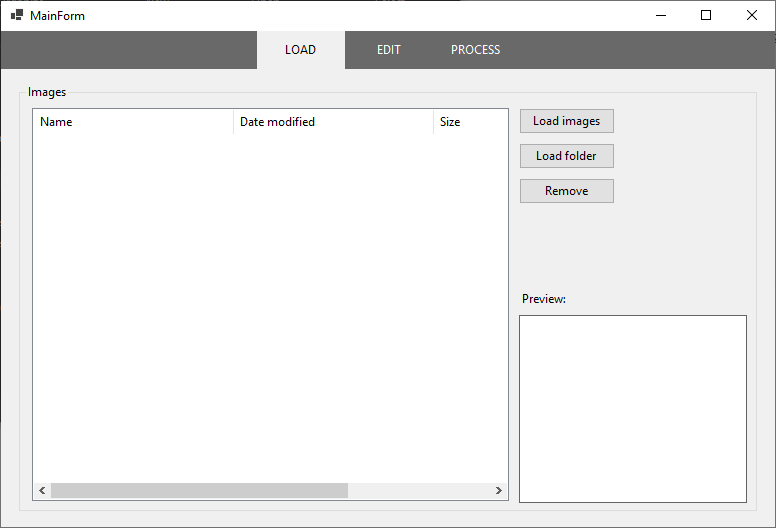 MainForm
LOAD EDIT PROCESS
Images
Name Date modified Size
Load images
Load folder
Remove
Preview: